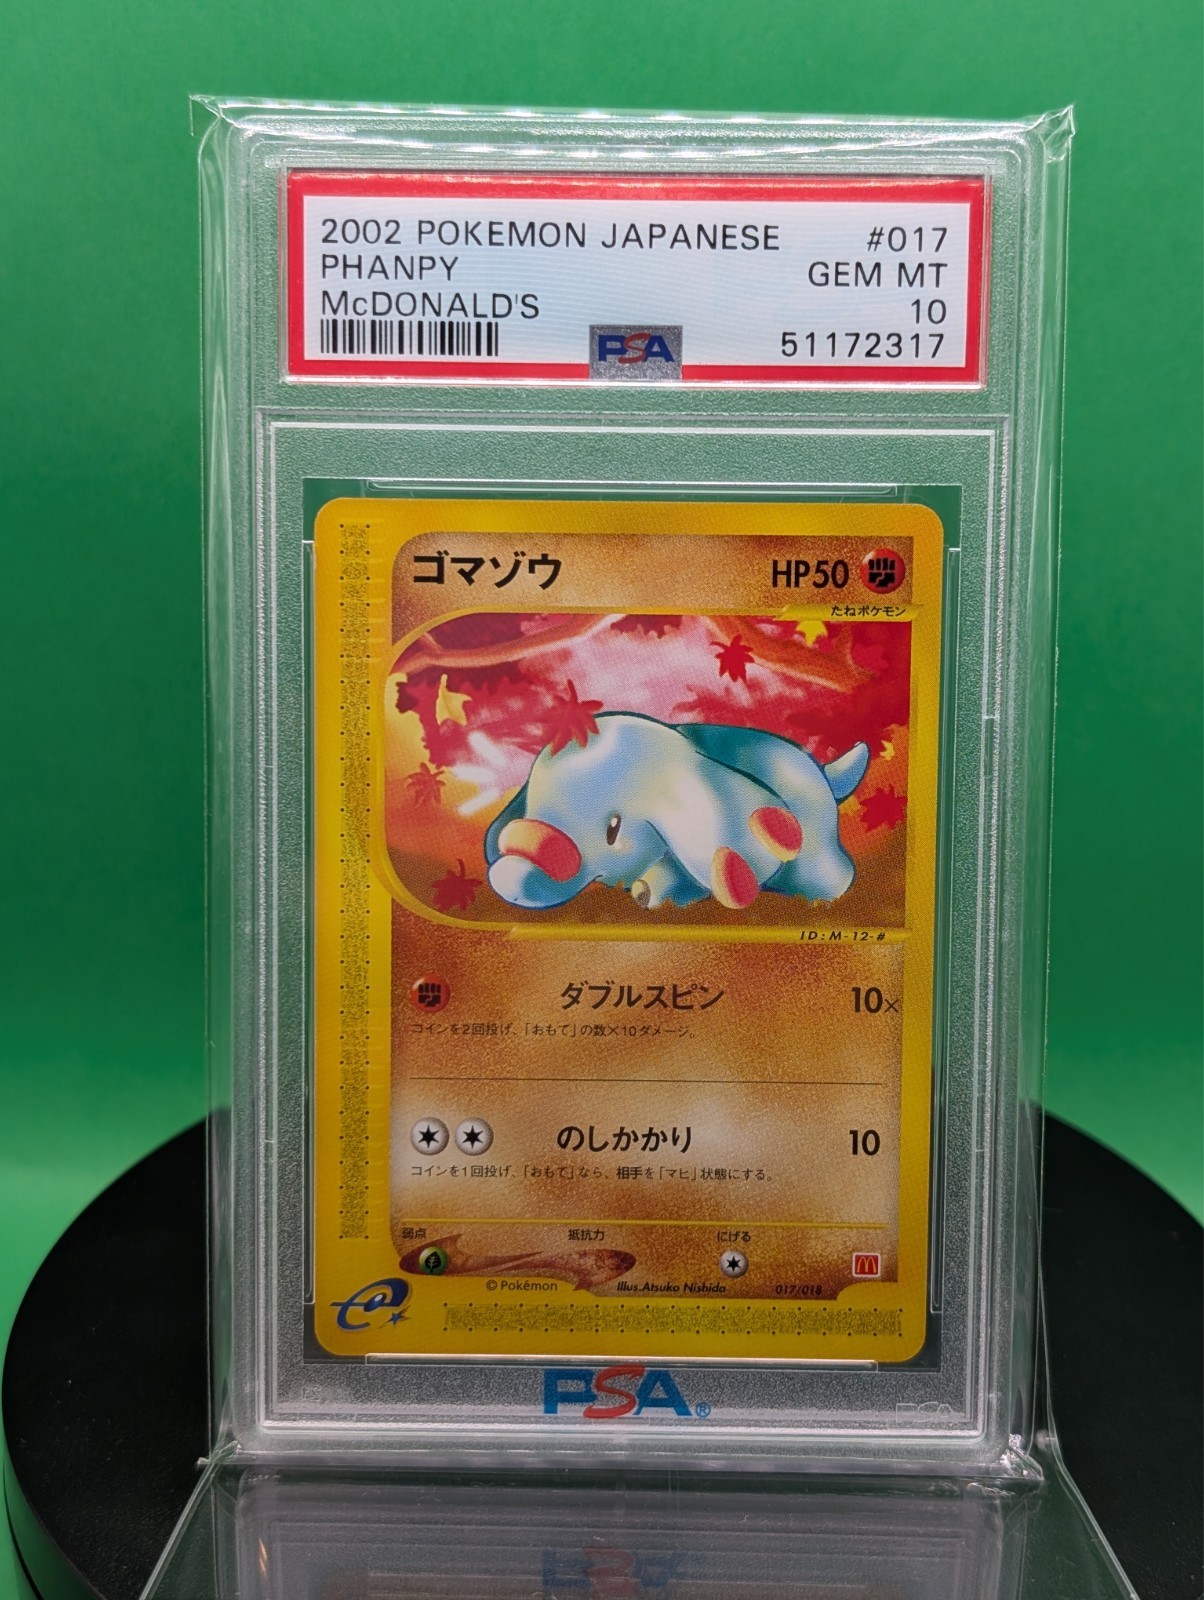 2002 POKEMON JAPANESE #017
PHANPY GEM MT
McDONALD'S 10
PSA 51172317
ゴマゾウ HP50
たねポケモン
ID:M-12-#
ダブルスピン 10×
コインを2回投げ、「おもて」の数×10ダメージ。
のしかかり 10
コインを1回投げ、「おもて」なら、相手を「マヒ」状態にする。
弱点 抵抗力 にげる
©Pokémon Illus.Atsuko Nishida 017/018
e
PSA®
PSA